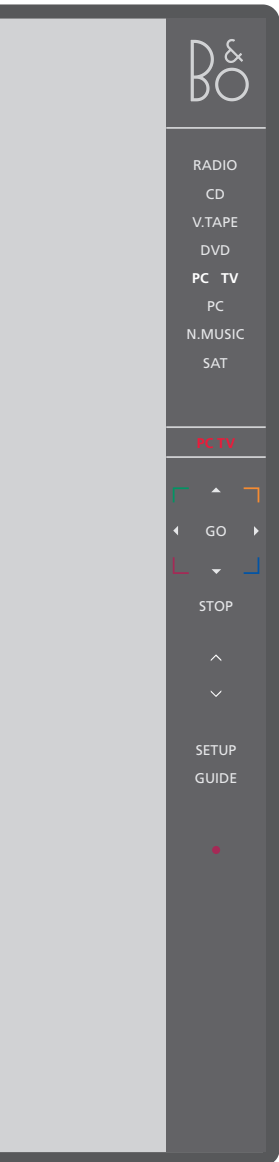 B&O
RADIO
CD
V.TAPE
DVD
PC TV
PC
N.MUSIC
SAT
PC TV
GO
STOP
SETUP
GUIDE